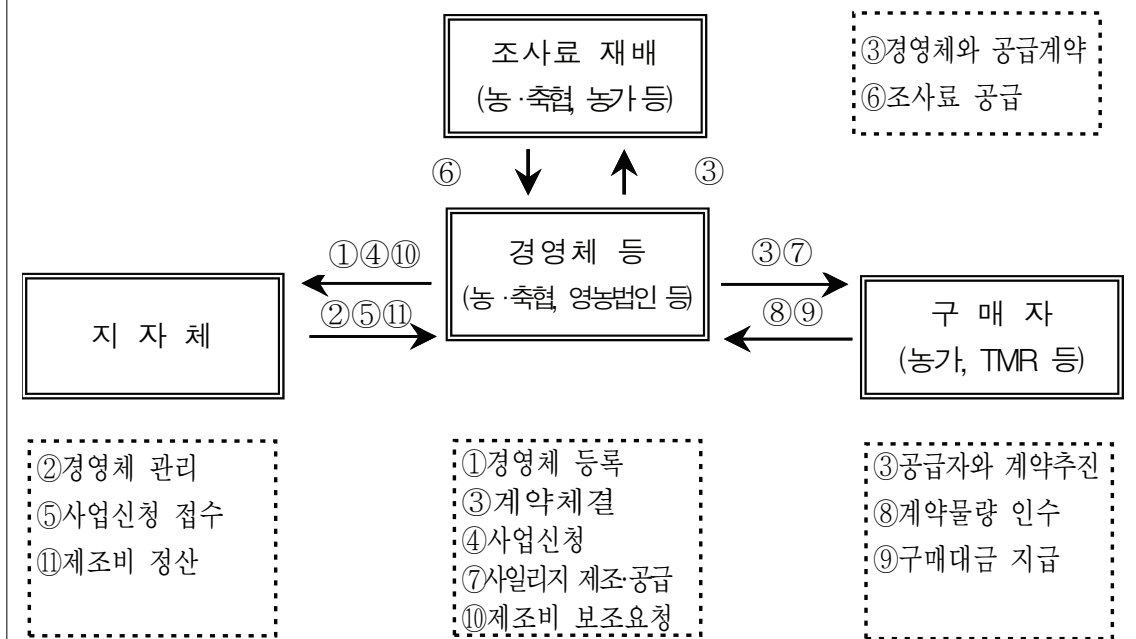 조사료 재배
(농·축협, 농가 등)
③경영체와 공급계약
⑥조사료 공급
⑥
③
경영체 등
(농·축협, 영농법인 등)
①④⑩
②⑤⑪
③⑦
⑧⑨
지 자 체
구 매 자
(농가, TMR 등)
②경영체 관리
⑤사업신청 접수
⑪제조비 정산
①경영체 등록
③계약체결
④사업신청
⑦사일리지 제조·공급
⑩제조비 보조요청
③공급자와 계약추진
⑧계약물량 인수
⑨구매대금 지급